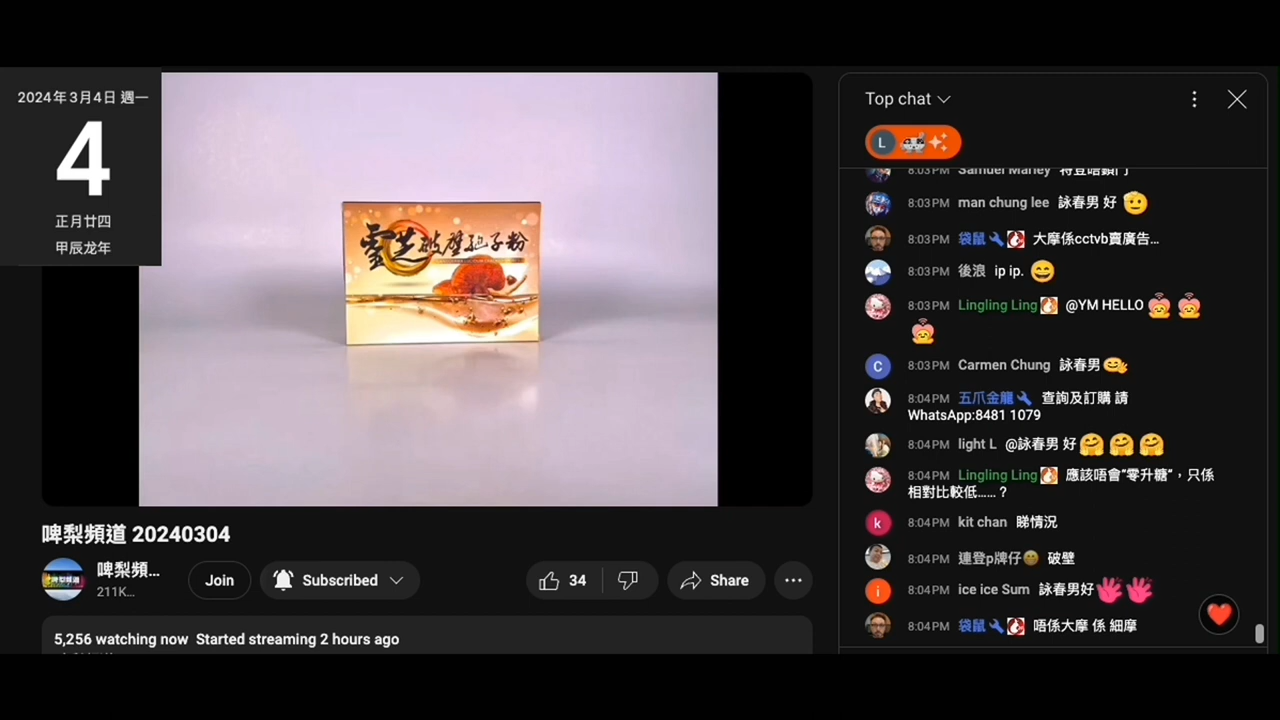 2024年3月4日 週一
4
正月廿四
甲辰龙年
靈芝破壁孢子粉
啤梨頻道 20240304
啤梨頻道
啤梨頻...
211K...
Join
Subscribed
34
Share
5,256 watching now Started streaming 2 hours ago
Top chat
L
8:03PM Samuel Marley
8:03PM man chung lee 詠春男 好
8:03PM 袋鼠 大摩係cctvb賣廣告...
8:03PM 後浪 ip ip.
8:03PM Lingling Ling @YM HELLO
C
8:03PM Carmen Chung 詠春男
8:04PM 五爪金龍 查詢及訂購 請
WhatsApp:8481 1079
8:04PM light L @詠春男 好
8:04PM Lingling Ling 應該唔會“零升糖“，只係
相對比較低...... ?
k
8:04PM kit chan 睇情況
8:04PM 連登p牌仔 破壁
i
8:04PM ice ice Sum 詠春男好
8:04PM 袋鼠 唔係大摩 係 細摩